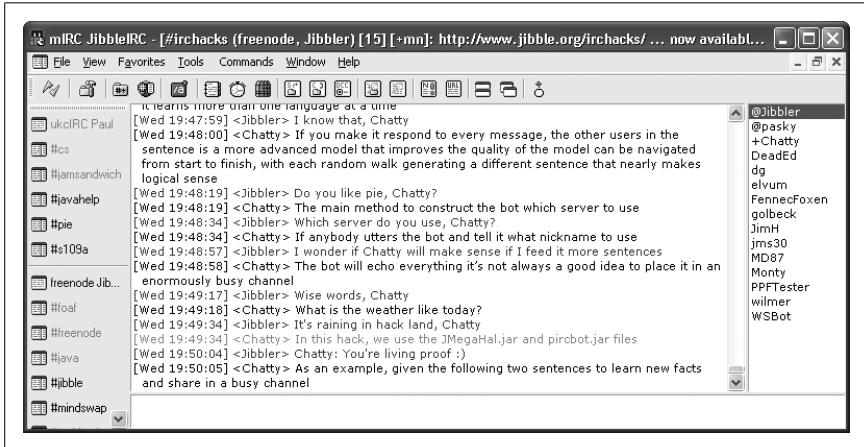 mIRC JibbleIRC - [#irchacks (freenode, Jibbler) [15] [+mn]: http://www.jibble.org/irchacks/ ... now availabl...
File View Favorites Tools Commands Window Help
ukcIRC Paul
#cs
#jamsandwich
#javahelp
#pie
#s109a
freenode Jib...
#foaf
#freenode
#java
#jibble
#mindswap
it learns more than one language at a time
[Wed 19:47:59] <Jibbler> I know that, Chatty
[Wed 19:48:00] <Chatty> If you make it respond to every message, the other users in the
sentence is a more advanced model that improves the quality of the model can be navigated
from start to finish, with each random walk generating a different sentence that nearly makes
logical sense
[Wed 19:48:19] <Jibbler> Do you like pie, Chatty?
[Wed 19:48:19] <Chatty> The main method to construct the bot which server to use
[Wed 19:48:34] <Jibbler> Which server do you use, Chatty?
[Wed 19:48:34] <Chatty> If anybody utters the bot and tell it what nickname to use
[Wed 19:48:57] <Jibbler> I wonder if Chatty will make sense if I feed it more sentences
[Wed 19:48:58] <Chatty> The bot will echo everything it's not always a good idea to place it in an
enormously busy channel
[Wed 19:49:17] <Jibbler> Wise words, Chatty
[Wed 19:49:18] <Chatty> What is the weather like today?
[Wed 19:49:34] <Jibbler> It's raining in hack land, Chatty
[Wed 19:49:34] <Chatty> In this hack, we use the JMegaHal.jar and pircbot.jar files
[Wed 19:50:04] <Jibbler> Chatty: You're living proof :)
[Wed 19:50:05] <Chatty> As an example, given the following two sentences to learn new facts
and share in a busy channel
@Jibbler
@pasky
+Chatty
DeadEd
dg
elvum
FennecFoxen
golbeck
JimH
jms30
MD87
Monty
PPFTester
wilmer
WSBot